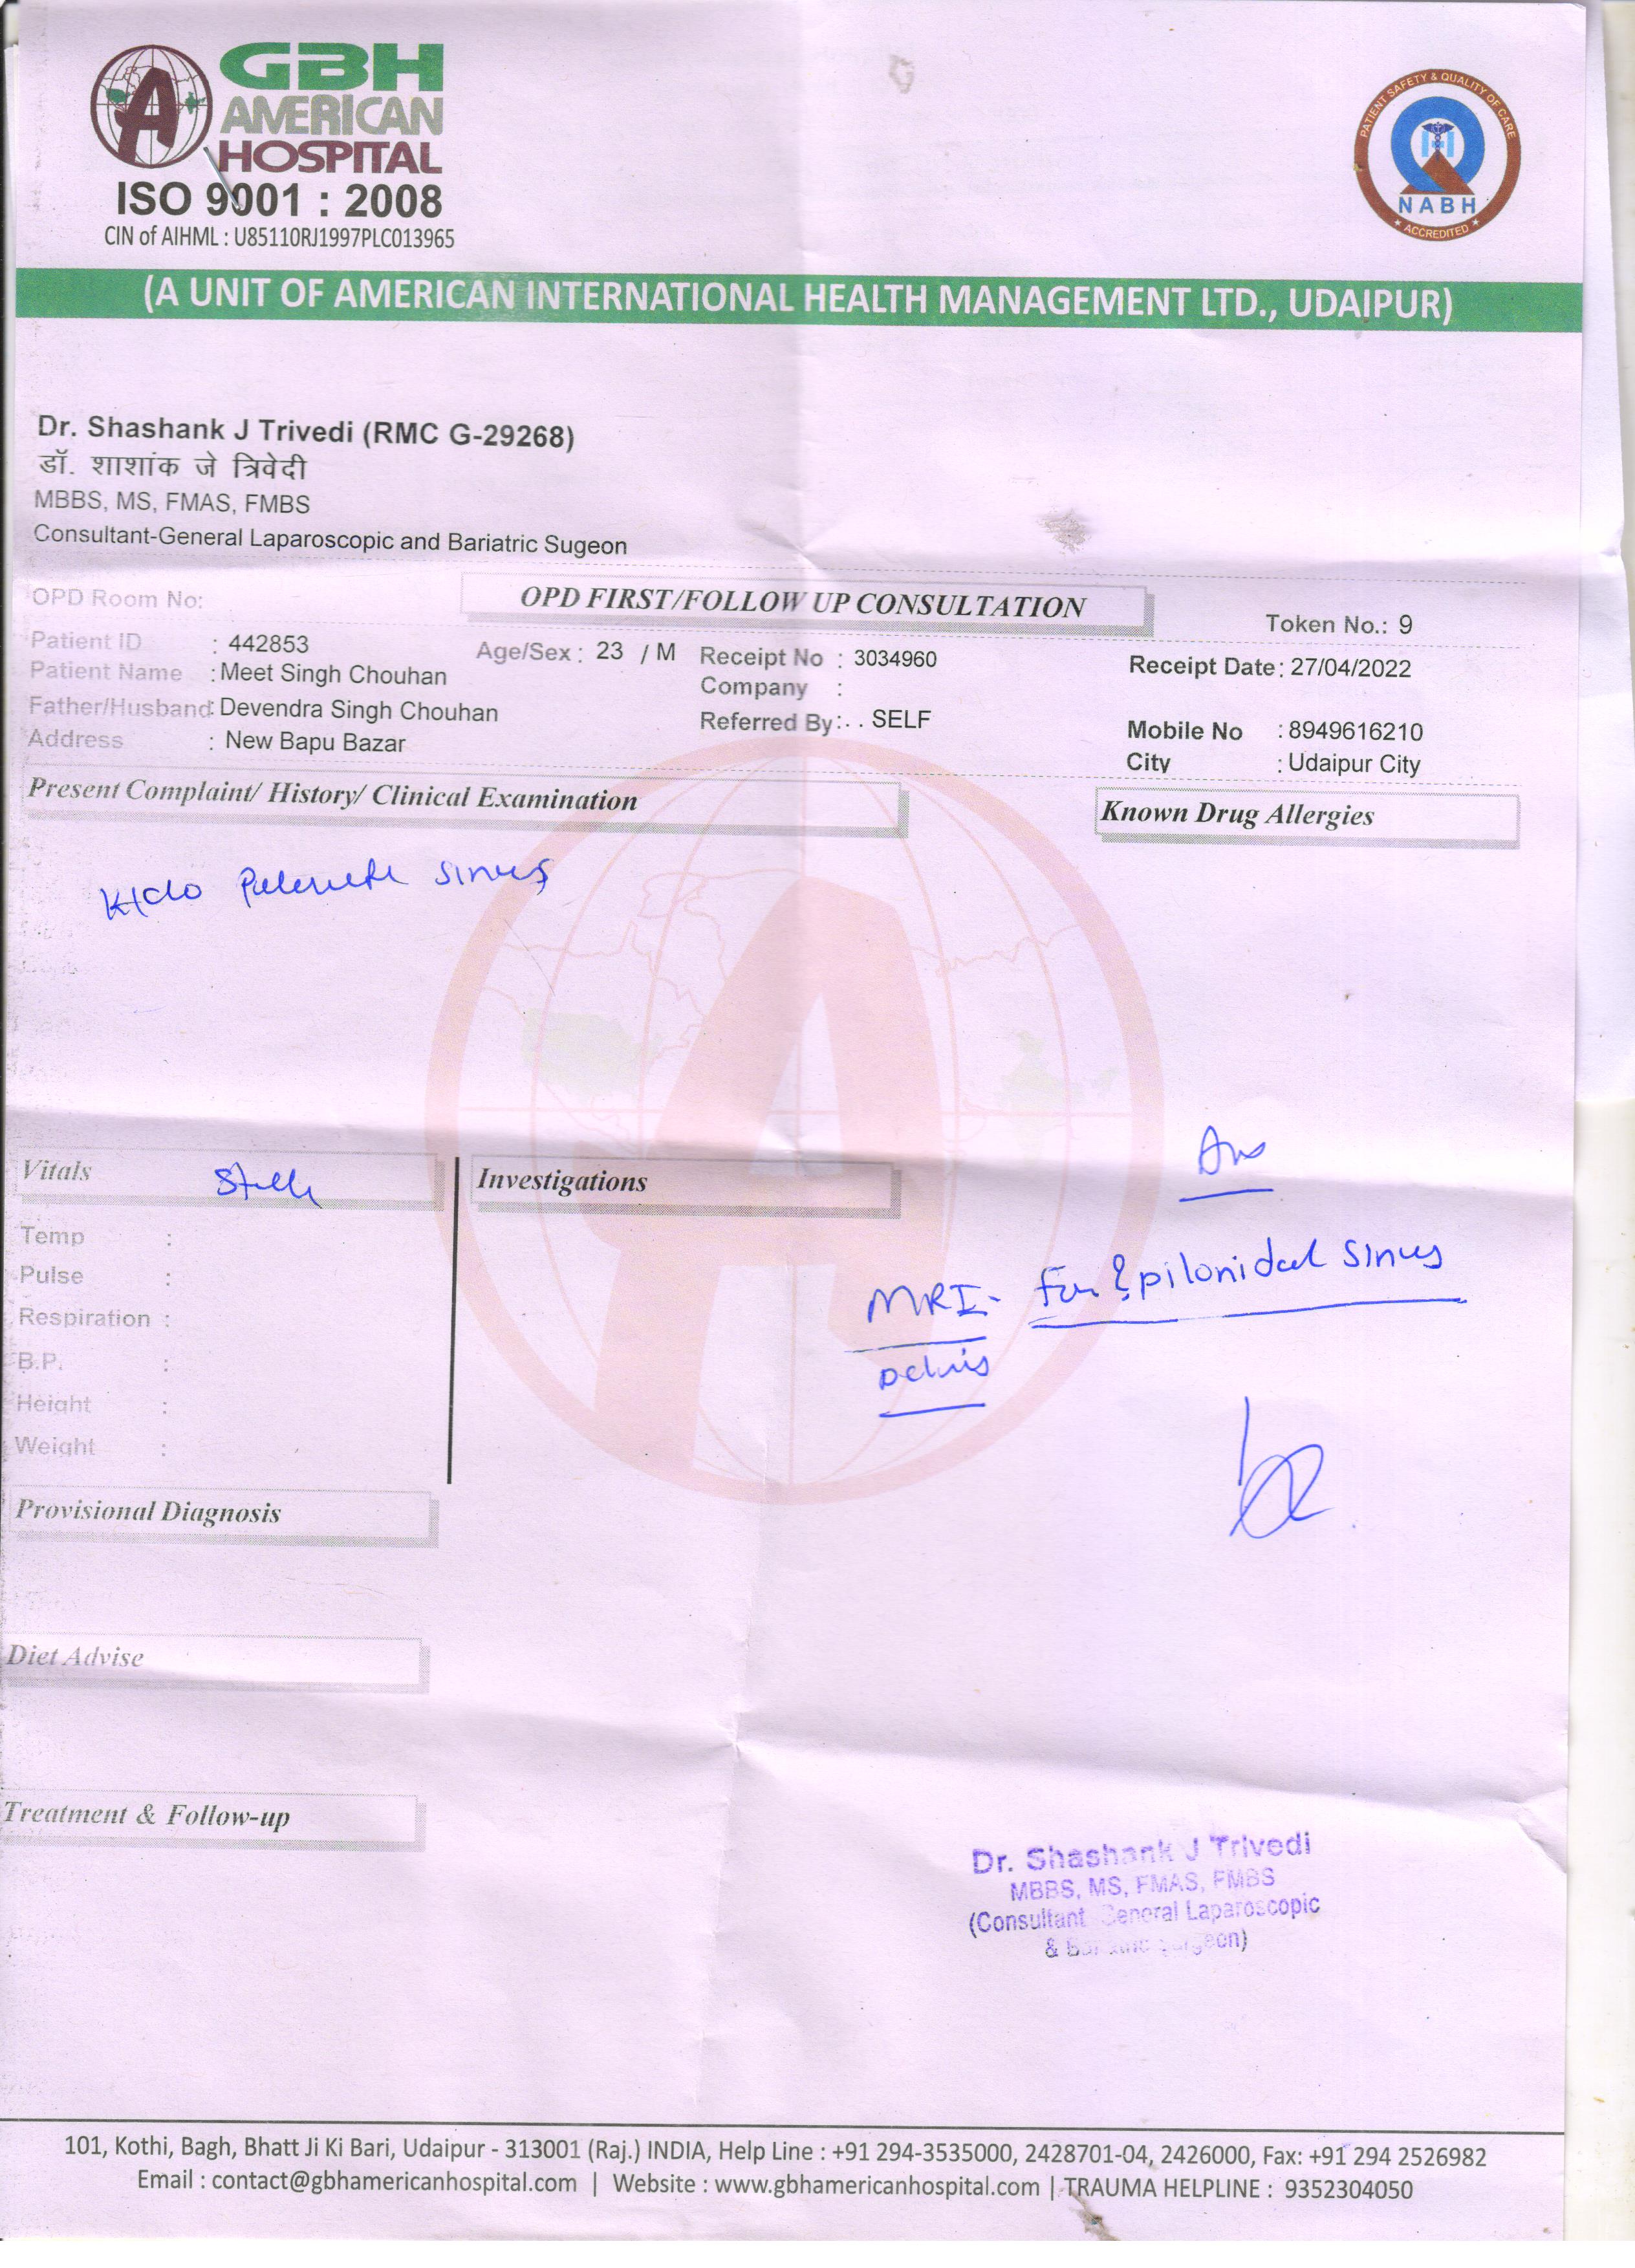 GBH
AMERICAN
HOSPITAL
ISO 9001 : 2008
CIN of AIHML : U85110RJ1997PLC013965
PATIENT SAFETY & QUALITY OF CARE
NABH
ACCREDITED
(A UNIT OF AMERICAN INTERNATIONAL HEALTH MANAGEMENT LTD., UDAIPUR)
Dr. Shashank J Trivedi (RMC G-29268)
डॉ. शाशांक जे त्रिवेदी
MBBS, MS, FMAS, FMBS
Consultant-General Laparoscopic and Bariatric Sugeon
OPD Room No:
OPD FIRST/FOLLOW UP CONSULTATION
Token No.: 9
Patient ID : 442853 Age/Sex : 23 / M Receipt No : 3034960 Receipt Date : 27/04/2022
Patient Name : Meet Singh Chouhan Company :
Father/Husband : Devendra Singh Chouhan Referred By : . . SELF Mobile No : 8949616210
Address : New Bapu Bazar City : Udaipur City
Present Complaint/ History/ Clinical Examination
Known Drug Allergies
K/c/o sinus
Vitals
Investigations
Temp :
Pulse :
Respiration :
B.P. :
Height :
Weight :
MRI - For ? pilonidal sinus
Pelvis
Provisional Diagnosis
Diet Advise
Treatment & Follow-up
Dr. Shashank J Trivedi
MBBS, MS, FMAS, FMBS
(Consultant General Laparoscopic
& Bariatric Surgeon)
101, Kothi, Bagh, Bhatt Ji Ki Bari, Udaipur - 313001 (Raj.) INDIA, Help Line : +91 294-3535000, 2428701-04, 2426000, Fax: +91 294 2526982
Email : contact@gbhamericanhospital.com | Website : www.gbhamericanhospital.com | TRAUMA HELPLINE : 9352304050